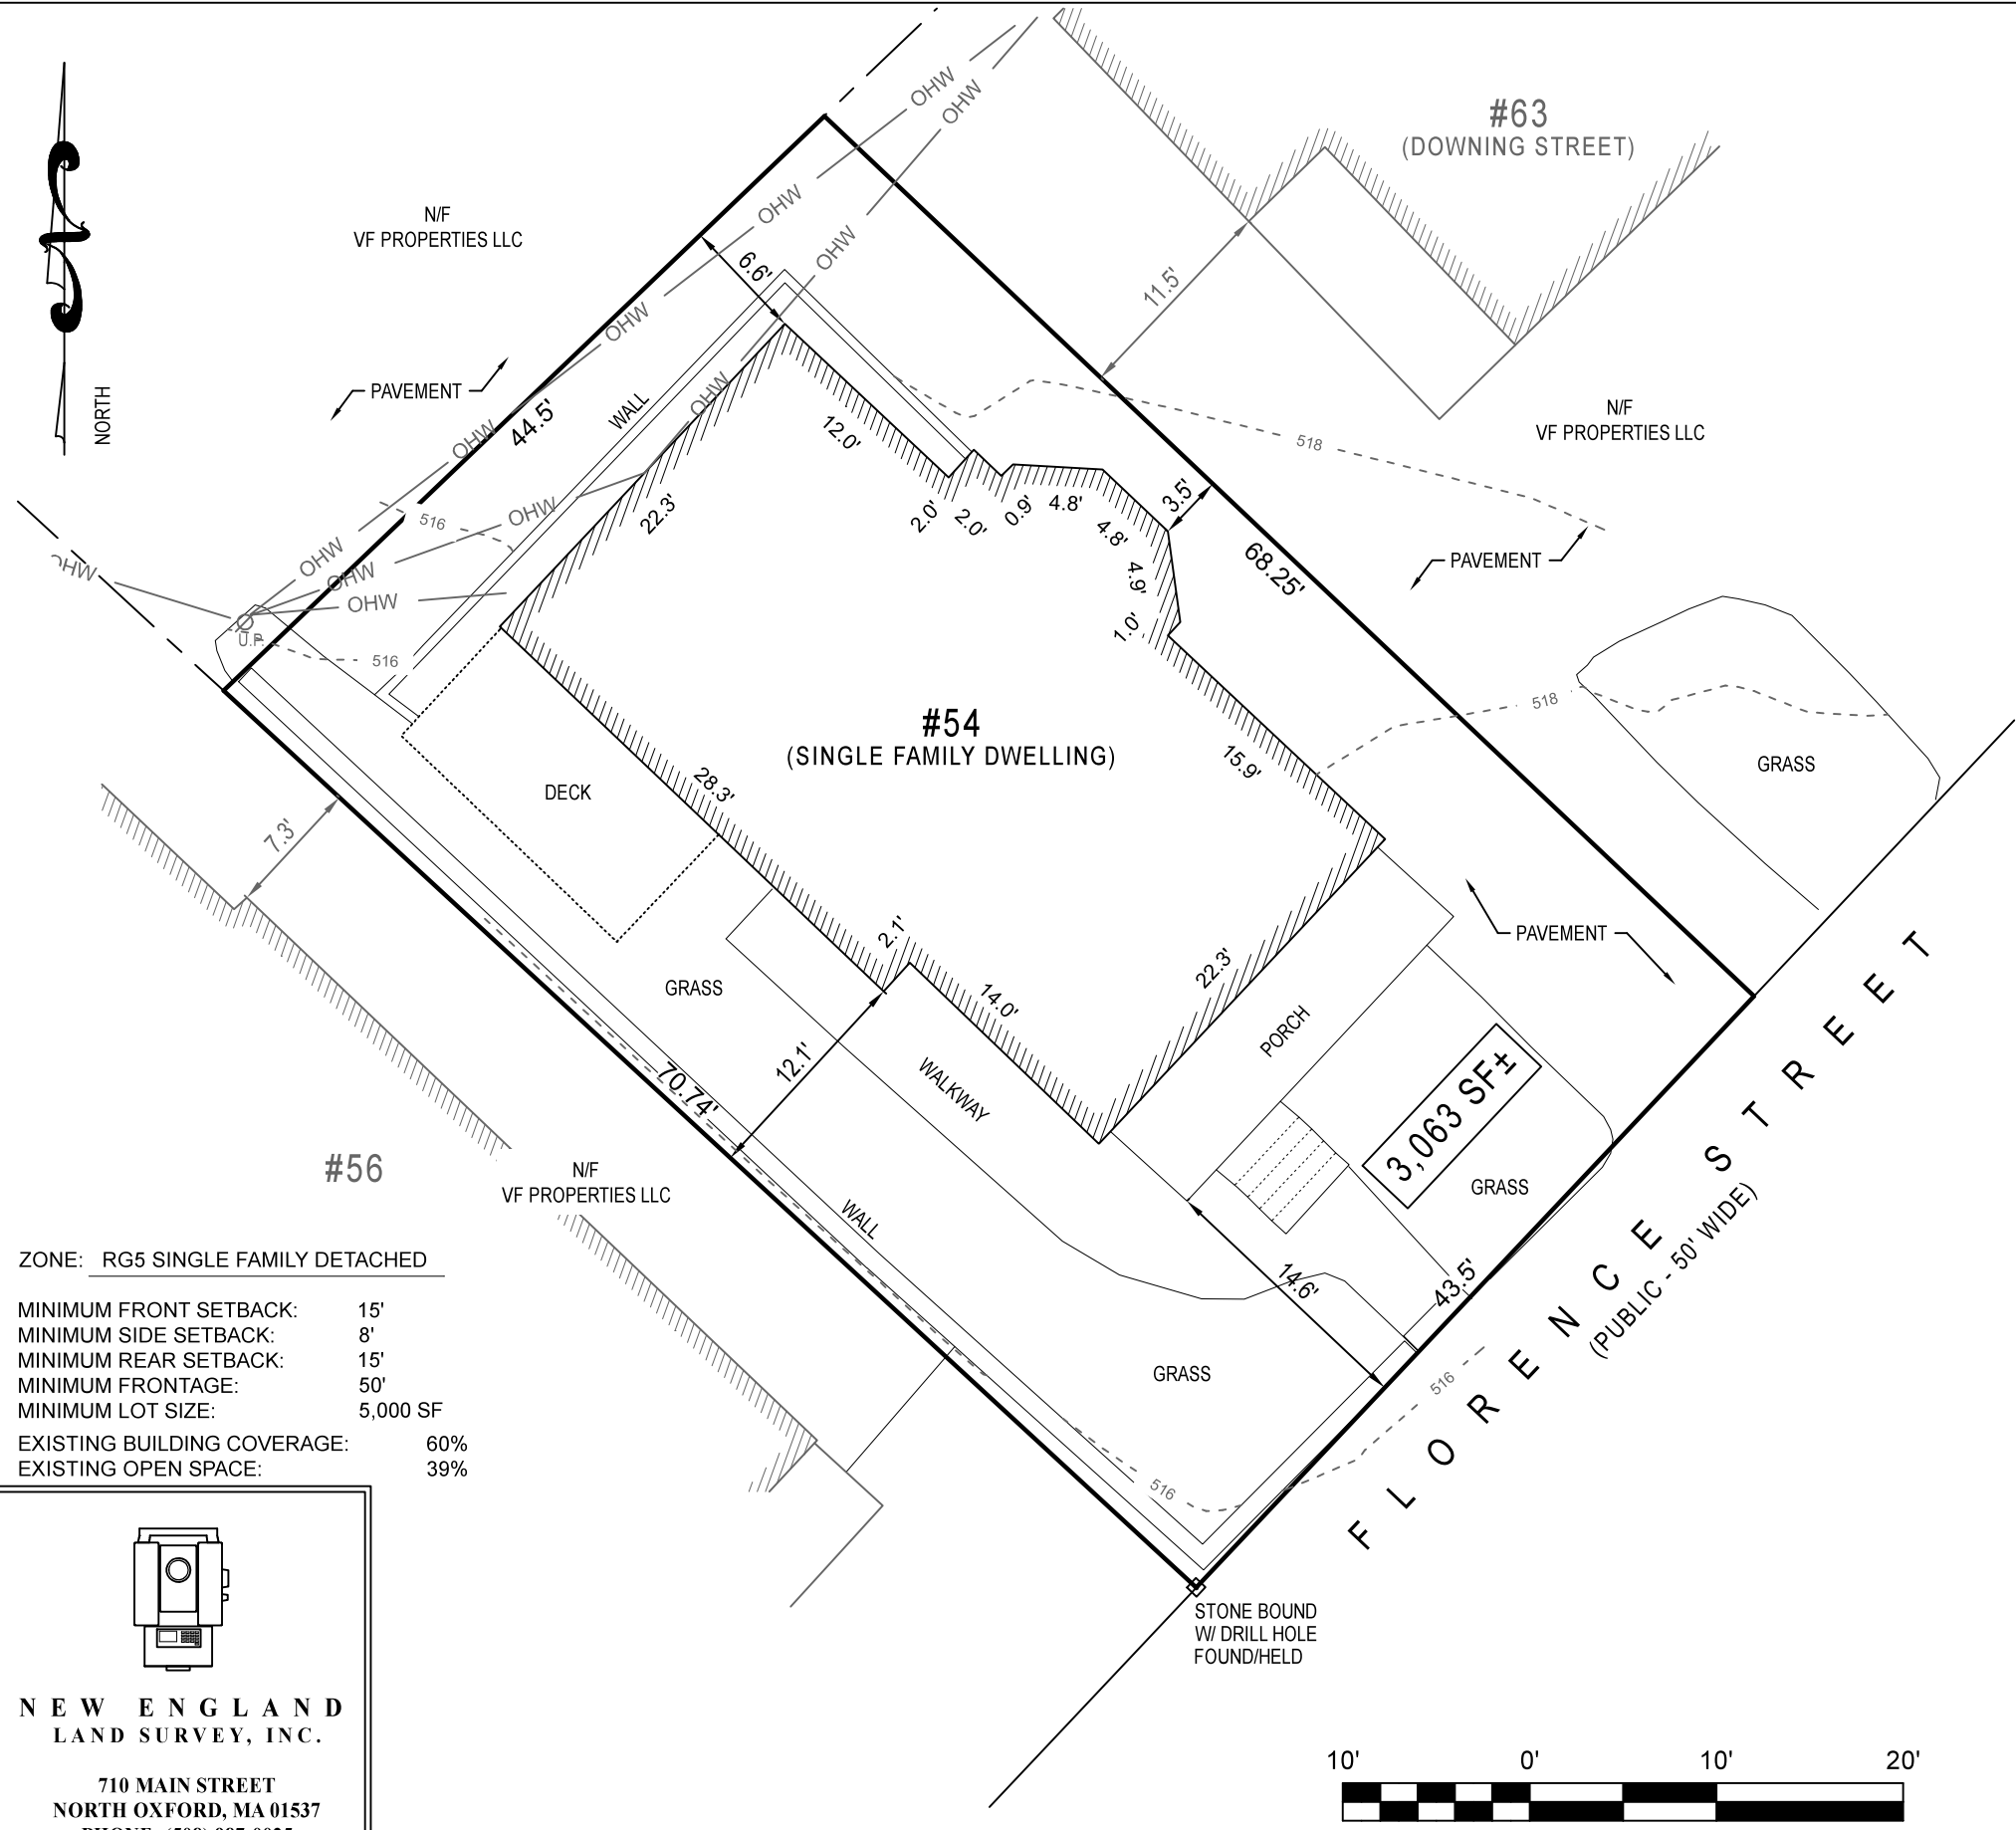 #63
(DOWNING STREET)
OHW
OHW
N/F
VF PROPERTIES LLC
OHW
OHW
6.6'
11.5'
OHW
PAVEMENT
44.5'
WALL
OHW
NORTH
12.0'
518
N/F
VF PROPERTIES LLC
OHW
516
OHW
22.3'
2.0'
2.0'
0.9'
4.8'
4.8'
3.5'
4.9'
1.0'
68.25'
PAVEMENT
OHW
OHW
OHW
OHW
U.P.
516
#54
(SINGLE FAMILY DWELLING)
518
GRASS
15.9'
28.3'
DECK
7.3'
2.1'
PAVEMENT
GRASS
14.0'
22.3'
PORCH
12.1'
WALKWAY
70.74'
3,063 SF±
#56
N/F
VF PROPERTIES LLC
WALL
GRASS
FLORENCE STREET
(PUBLIC - 50' WIDE)
14.6'
43.5'
GRASS
516
516
ZONE: RG5 SINGLE FAMILY DETACHED
MINIMUM FRONT SETBACK: 15'
MINIMUM SIDE SETBACK: 8'
MINIMUM REAR SETBACK: 15'
MINIMUM FRONTAGE: 50'
MINIMUM LOT SIZE: 5,000 SF
EXISTING BUILDING COVERAGE: 60%
EXISTING OPEN SPACE: 39%
STONE BOUND
W/ DRILL HOLE
FOUND/HELD
NEW ENGLAND
LAND SURVEY, INC.
710 MAIN STREET
NORTH OXFORD, MA 01537
10' 0' 10' 20'